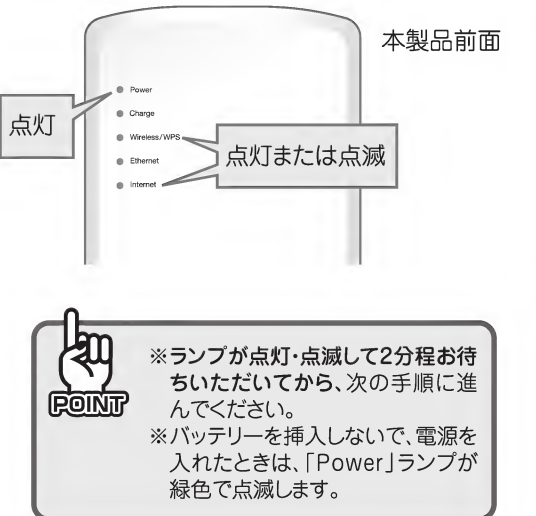 本製品前面
Power
Charge
Wireless/WPS
Ethernet
Internet
点灯
点灯または点滅
POINT
※ランプが点灯・点滅して2分程お待
ちいただいてから、次の手順に進
んでください。
※バッテリーを挿入しないで、電源を
入れたときは、「Power」ランプが
緑色で点滅します。